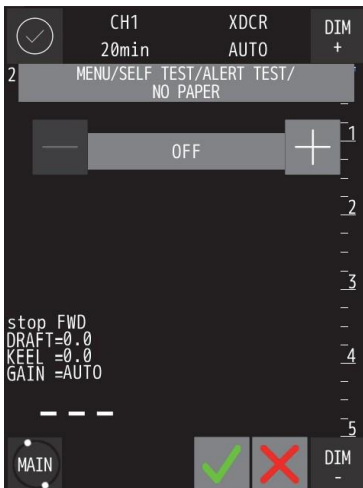 CH1 XDCR DIM
20min AUTO +
2 MENU/SELF TEST/ALERT TEST/
NO PAPER
— OFF +
1
2
3
stop FWD
DRAFT=0.0
KEEL =0.0
GAIN =AUTO
4
– – –
5
MAIN DIM
-